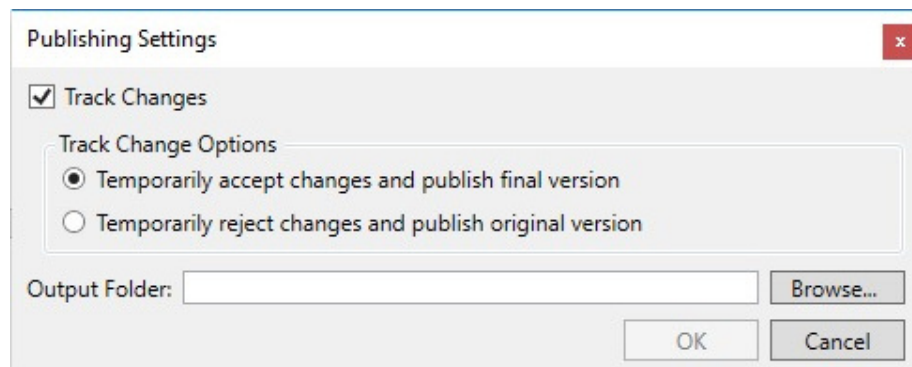 Publishing Settings
x
Track Changes
Track Change Options
Temporarily accept changes and publish final version
Temporarily reject changes and publish original version
Output Folder:
Browse...
OK
Cancel